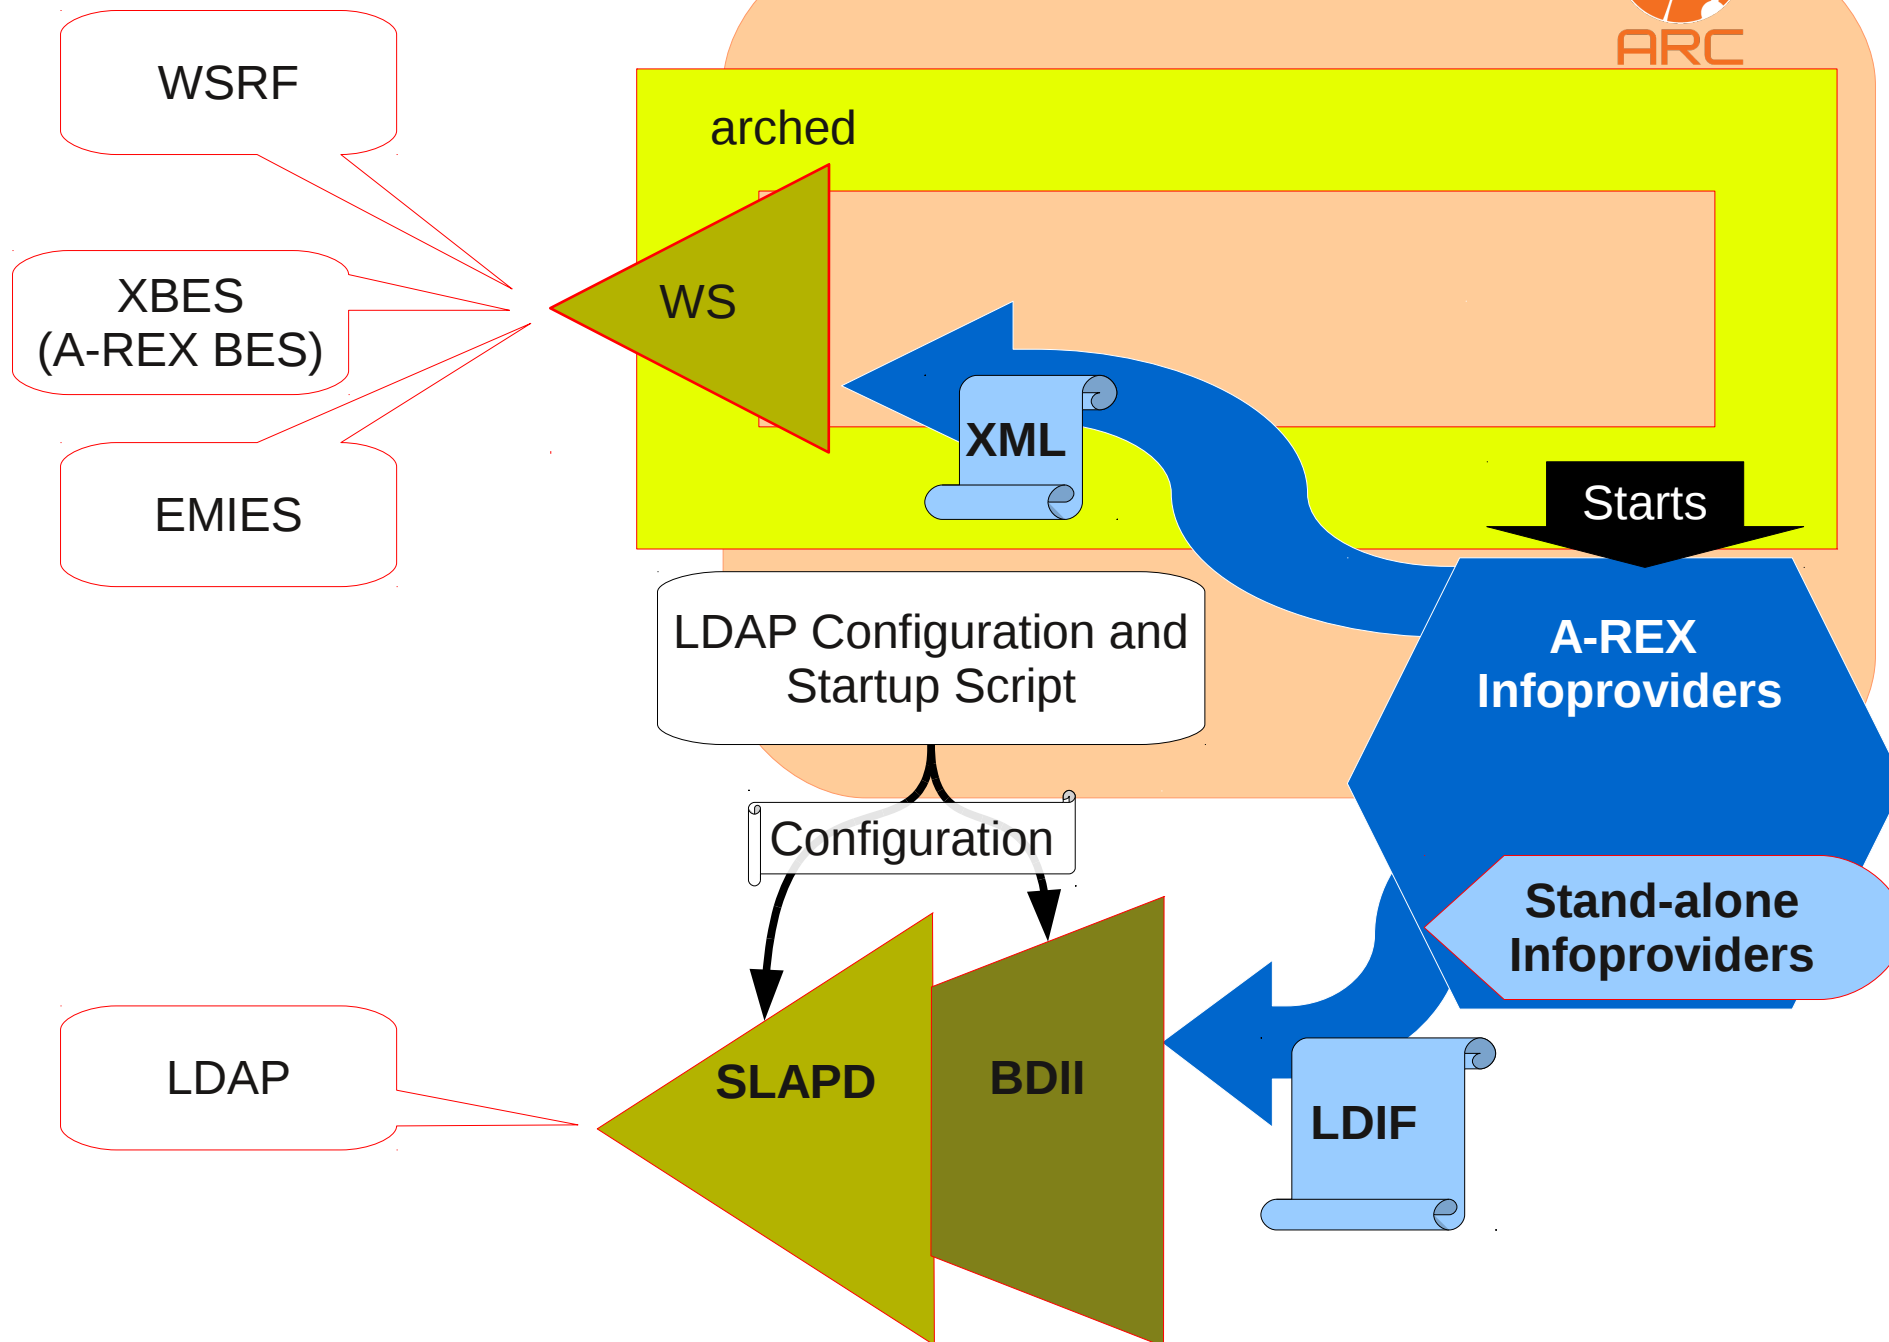 ARC
WSRF
arched
XBES
(A-REX BES)
WS
XML
EMIES
Starts
LDAP Configuration and
Startup Script
A-REX
Infoproviders
Configuration
Stand-alone
Infoproviders
LDAP
SLAPD
BDII
LDIF